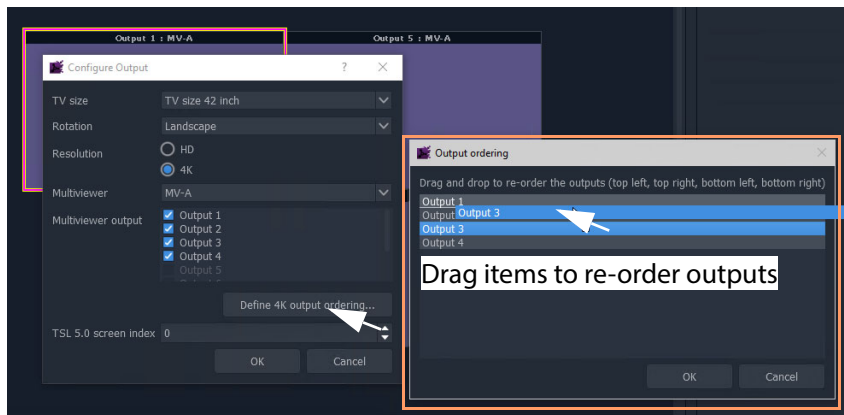 Output 1 : MV-A
Output 5 : MV-A
Configure Output ? ×
TV size TV size 42 inch
Rotation Landscape
Resolution HD
4K
Multiviewer MV-A
Multiviewer output Output 1
Output 2
Output 3
Output 4
Output 5
Define 4K output ordering...
TSL 5.0 screen index 0
OK Cancel
Output ordering ×
Drag and drop to re-order the outputs (top left, top right, bottom left, bottom right)
Output 1
Output Output 3
Output 3
Output 4
Drag items to re-order outputs
OK Cancel